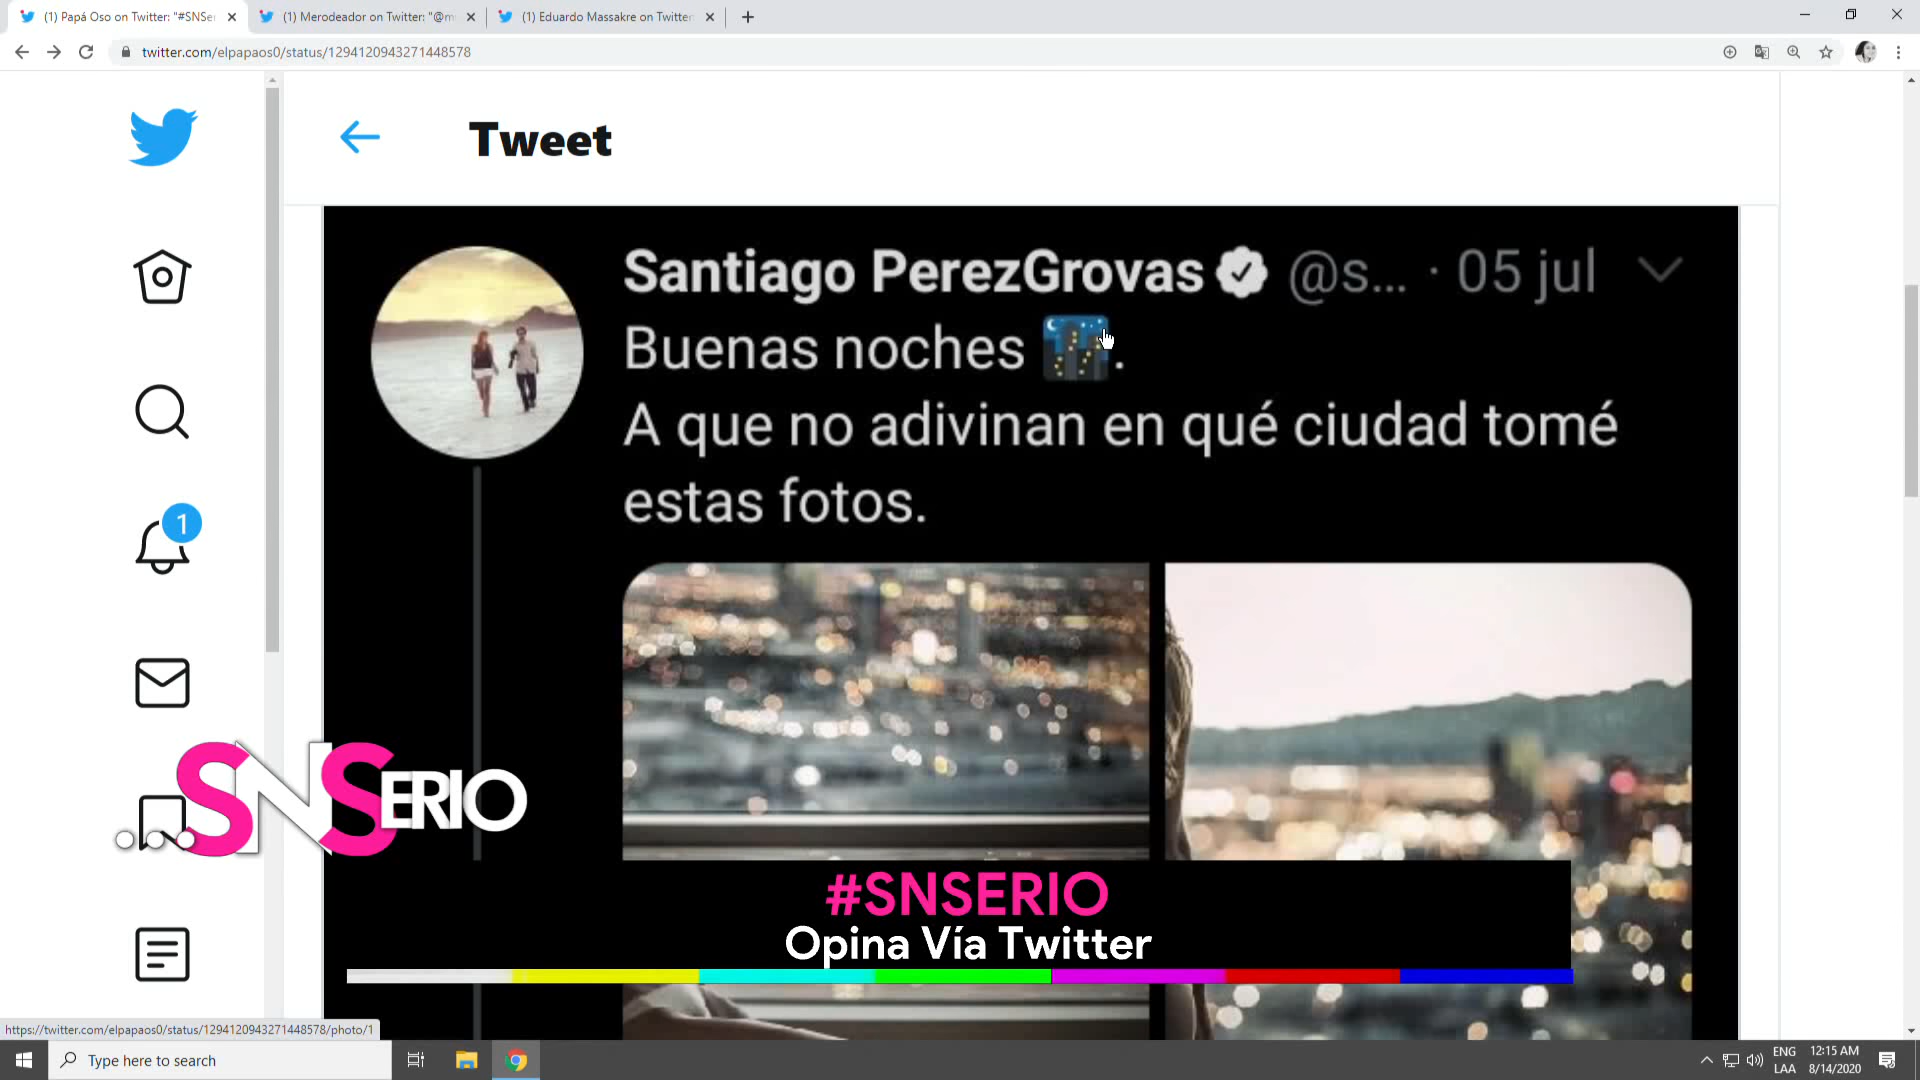 (1) Papá Oso on Twitter: "#SNSer
(1) Merodeador on Twitter: "@m
(1) Eduardo Massakre on Twitter
twitter.com/elpapaos0/status/1294120943271448578
Tweet
Santiago PerezGrovas @s... · 05 jul
Buenas noches 🌃.
A que no adivinan en qué ciudad tomé
estas fotos.
1
SNSERIO
#SNSERIO
Opina Vía Twitter
https://twitter.com/elpapaos0/status/1294120943271448578/photo/1
Type here to search
ENG
LAA
12:15 AM
8/14/2020